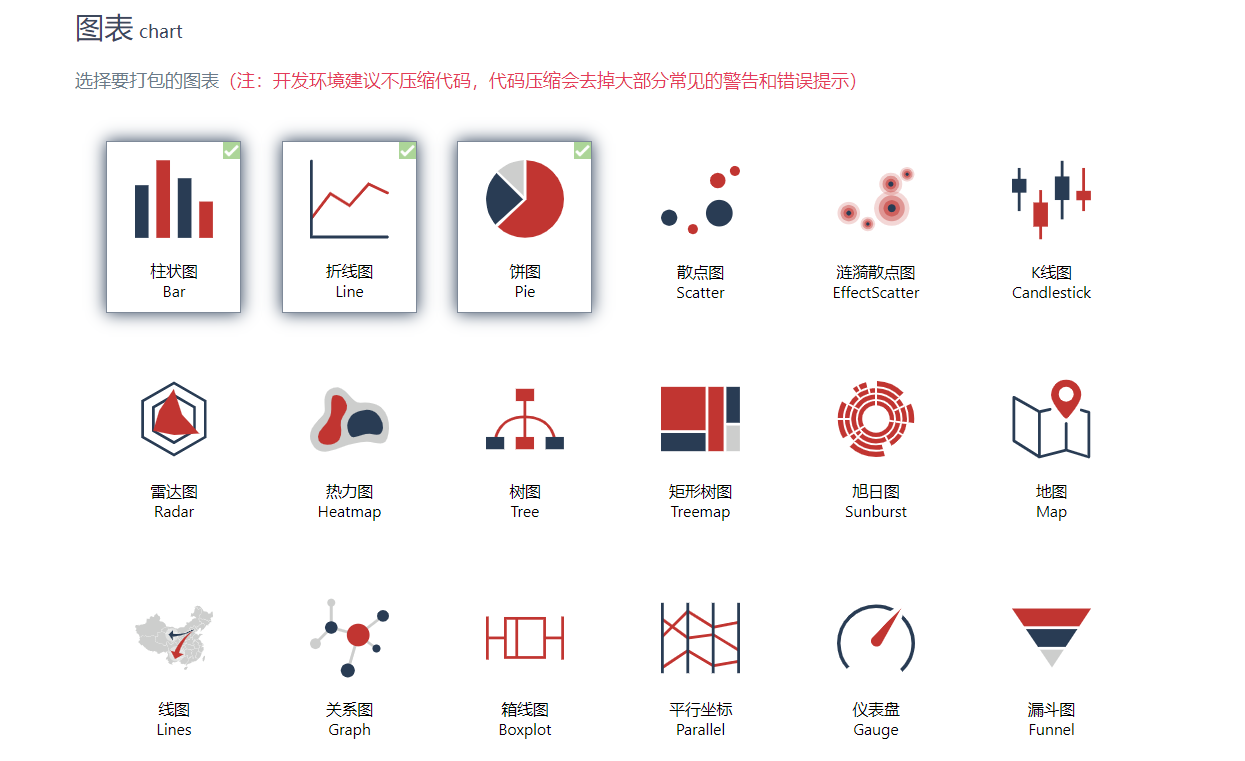 图表 chart
选择要打包的图表（注：开发环境建议不压缩代码，代码压缩会去掉大部分常见的警告和错误提示）
柱状图
Bar
折线图
Line
饼图
Pie
散点图
Scatter
涟漪散点图
EffectScatter
K线图
Candlestick
雷达图
Radar
热力图
Heatmap
树图
Tree
矩形树图
Treemap
旭日图
Sunburst
地图
Map
线图
Lines
关系图
Graph
箱线图
Boxplot
平行坐标
Parallel
仪表盘
Gauge
漏斗图
Funnel